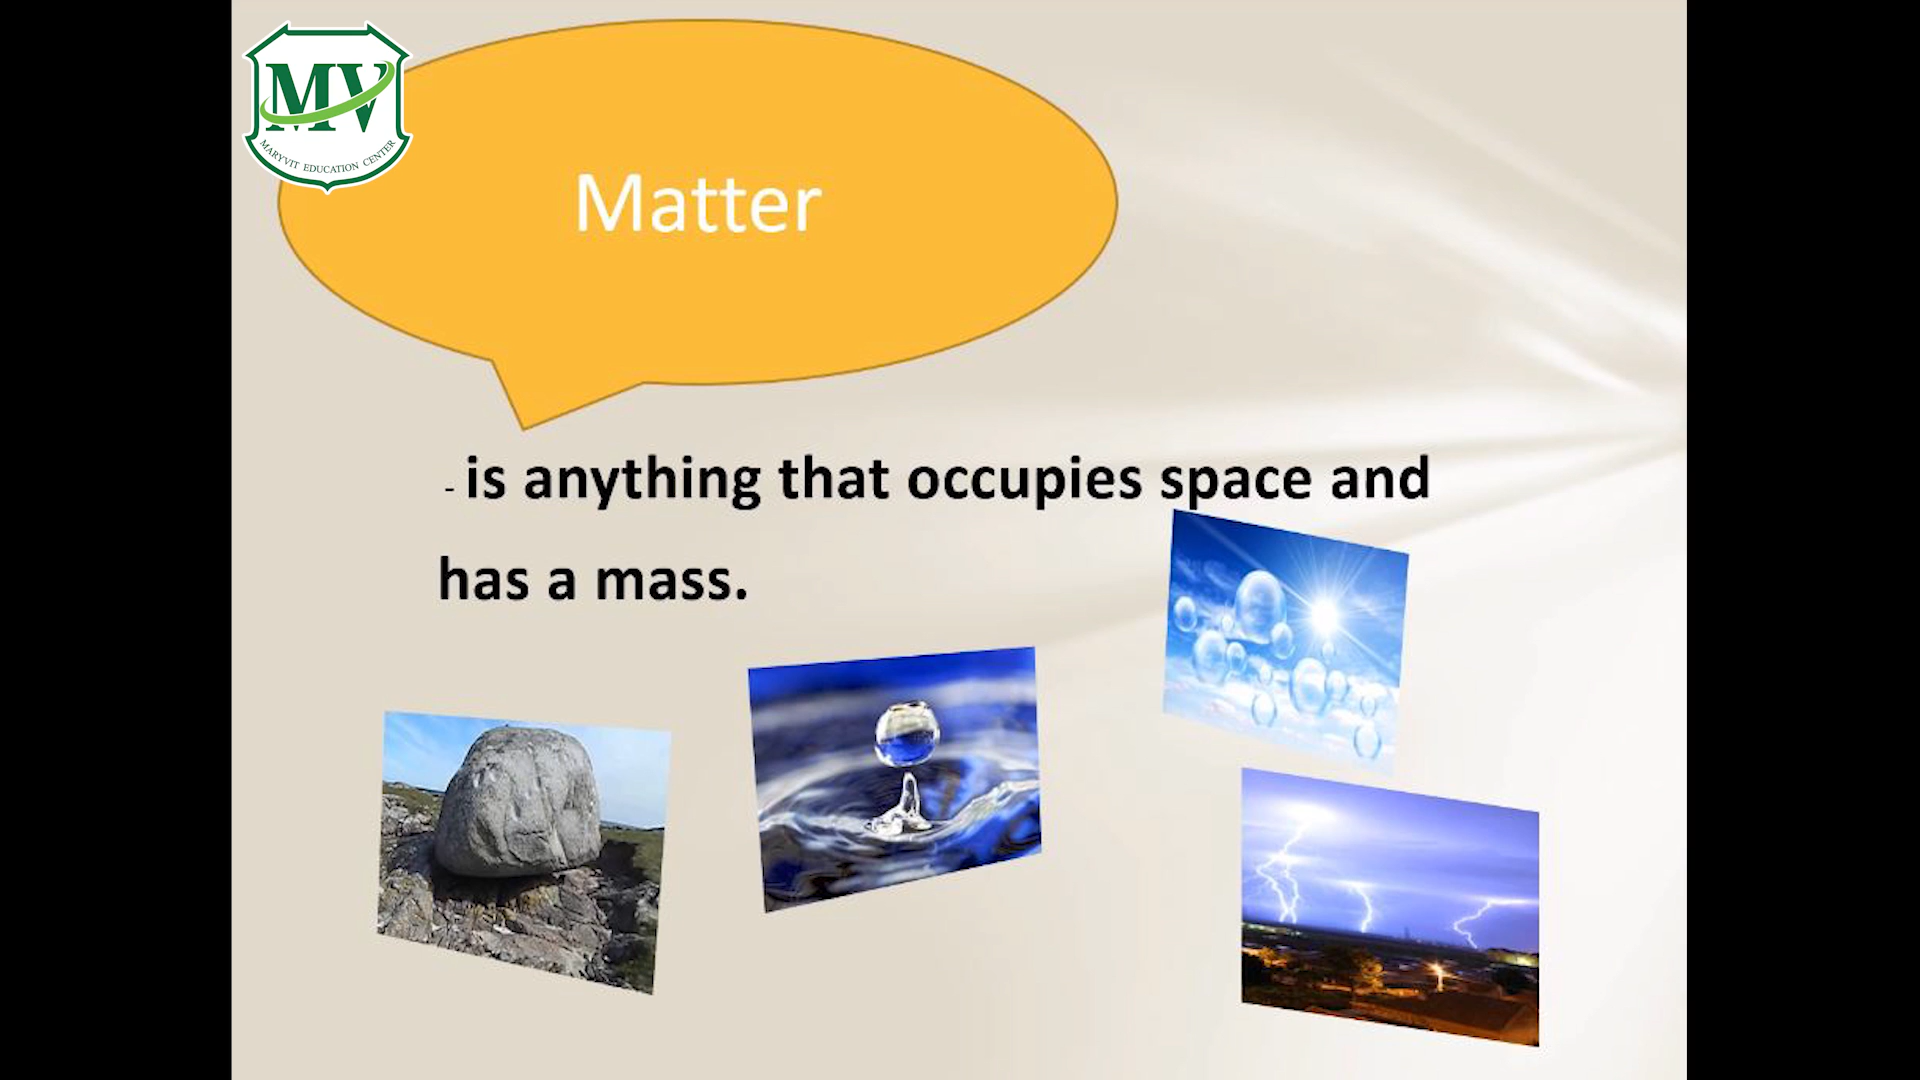 MV
MARYVIT EDUCATION CENTER
Matter
- is anything that occupies space and
has a mass.